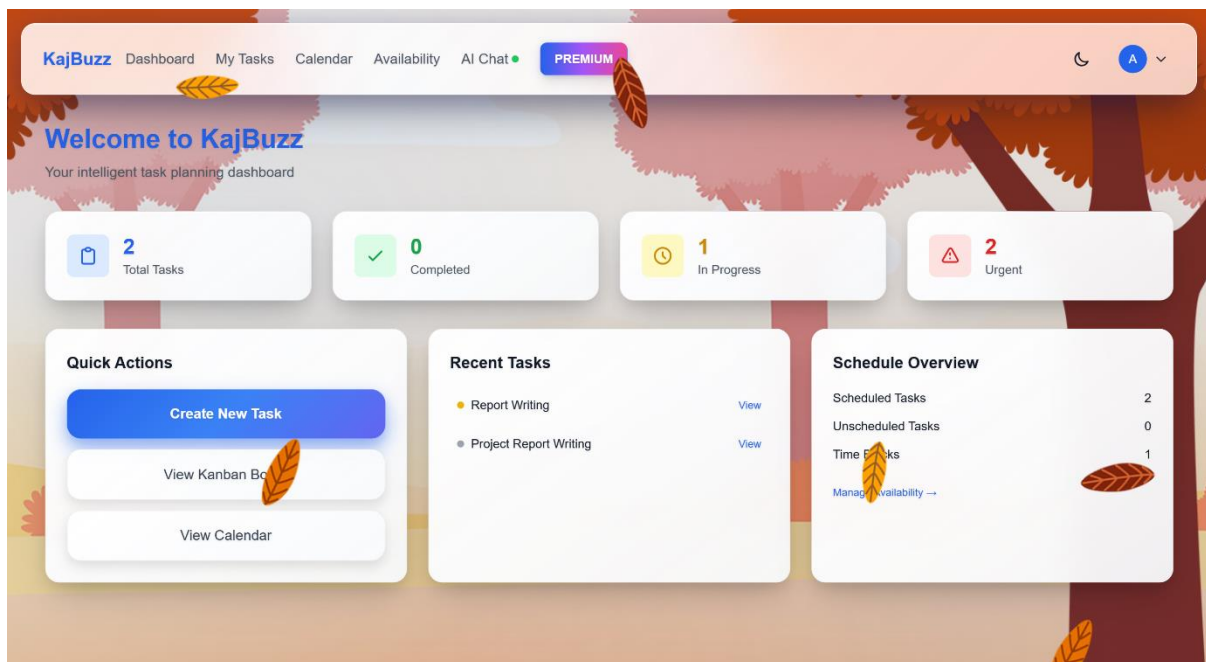 KajBuzz Dashboard My Tasks Calendar Availability AI Chat PREMIUM A
Welcome to KajBuzz
Your intelligent task planning dashboard
2
Total Tasks
0
Completed
1
In Progress
2
Urgent
Quick Actions
Create New Task
View Kanban
View Calendar
Recent Tasks
Report Writing View
Project Report Writing View
Schedule Overview
Scheduled Tasks 2
Unscheduled Tasks 0
Time 1
Manage Availability →